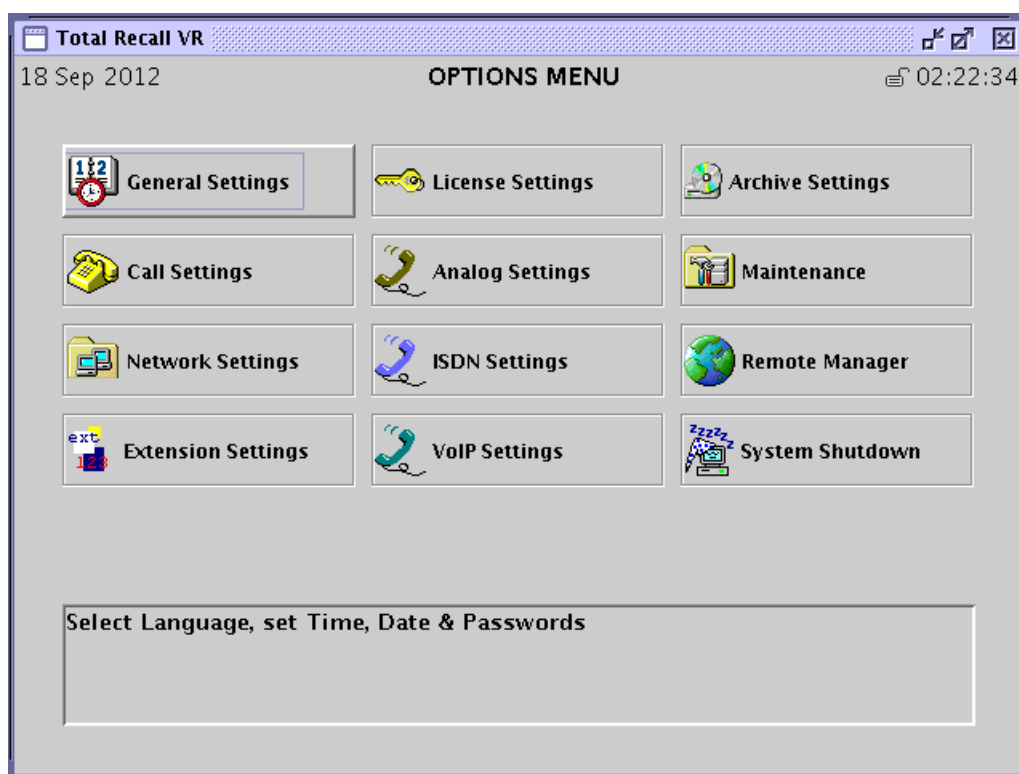 Total Recall VR
18 Sep 2012 OPTIONS MENU 02:22:34
1 2 General Settings License Settings Archive Settings
Call Settings Analog Settings Maintenance
Network Settings ISDN Settings Remote Manager
ext 123 Extension Settings VoIP Settings zzzzz System Shutdown
Select Language, set Time, Date & Passwords